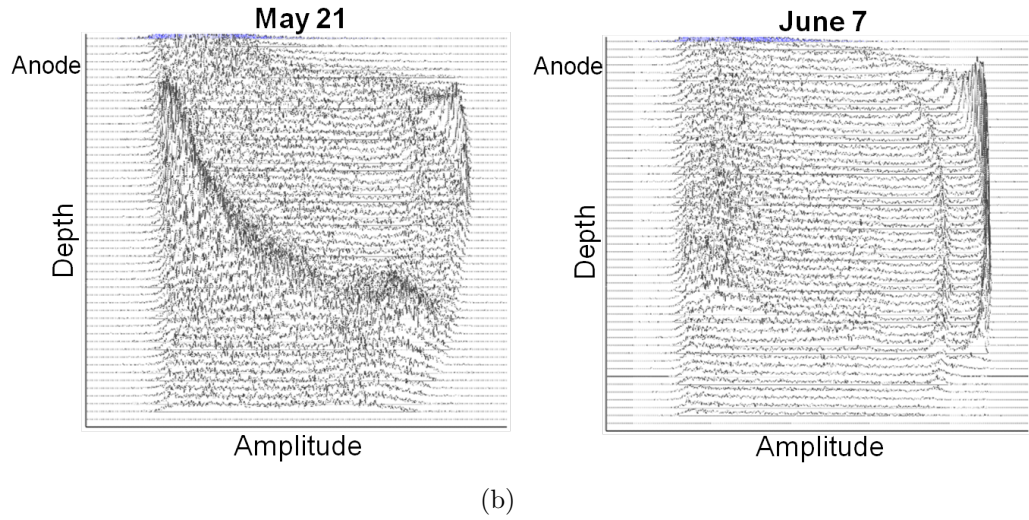 May 21
Anode
Depth
Amplitude
June 7
Anode
Depth
Amplitude
(b)